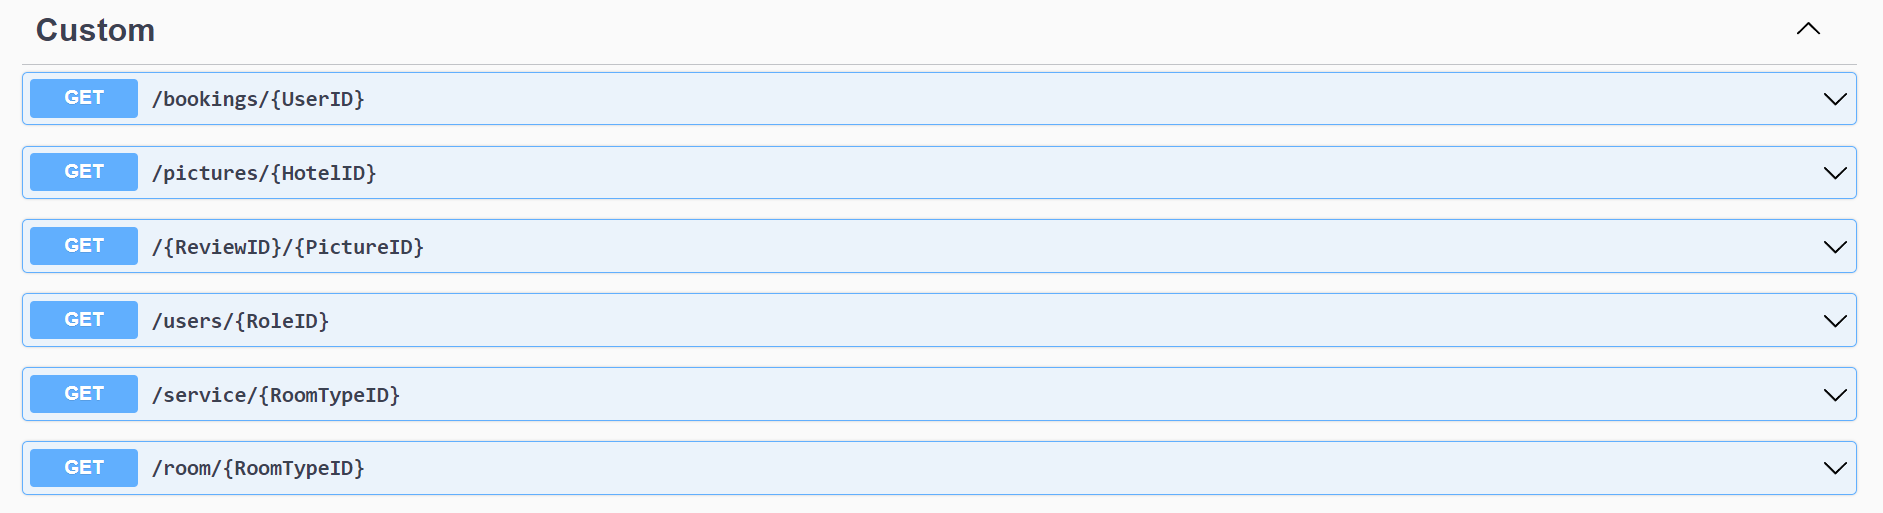 Custom
GET /bookings/{UserID}
GET /pictures/{HotelID}
GET /{ReviewID}/{PictureID}
GET /users/{RoleID}
GET /service/{RoomTypeID}
GET /room/{RoomTypeID}